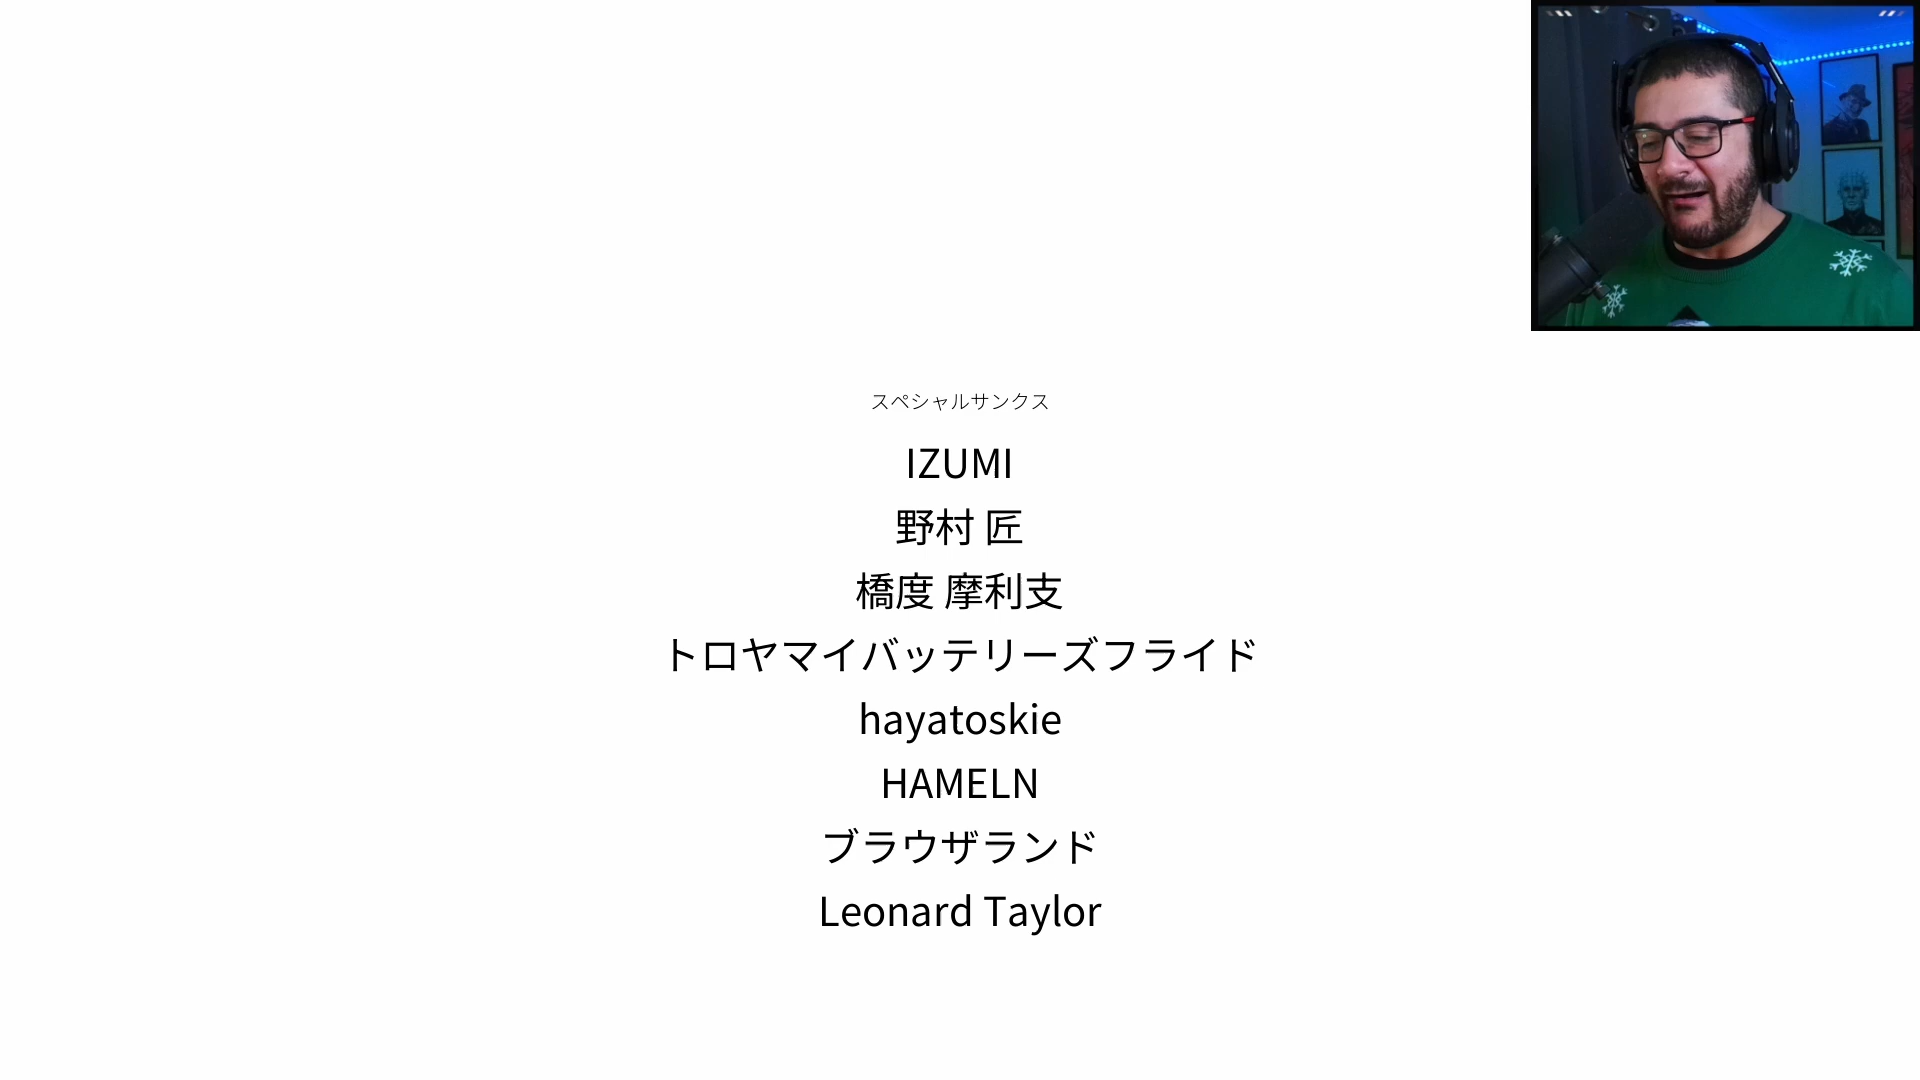 スペシャルサンクス
IZUMI
野村 匠
橋度 摩利支
トロヤマイバッテリーズフライド
hayatoskie
HAMELN
ブラウザランド
Leonard Taylor